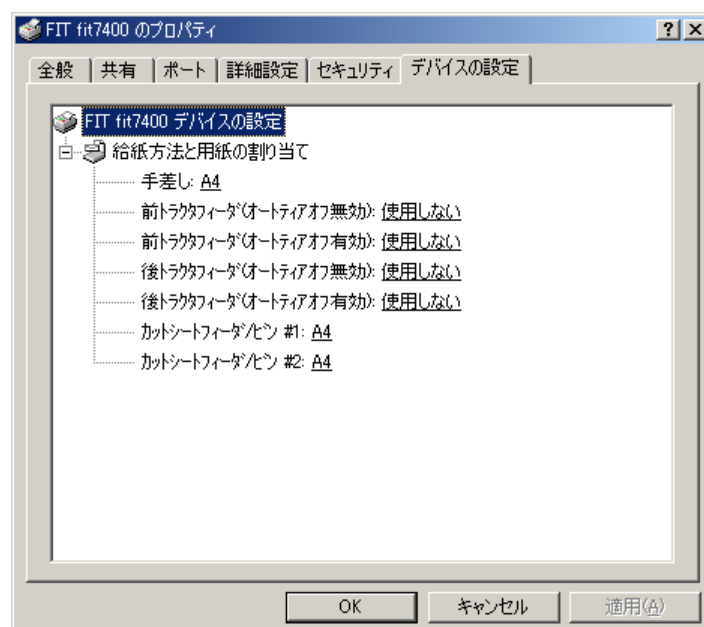 FIT fit7400 のプロパティ
全般 共有 ポート 詳細設定 セキュリティ デバイスの設定
FIT fit7400 デバイスの設定
給紙方法と用紙の割り当て
手差し: A4
前ﾄﾗｸﾀﾌｨｰﾀﾞ(ｵｰﾄﾃｨｱｵﾌ無効): 使用しない
前ﾄﾗｸﾀﾌｨｰﾀﾞ(ｵｰﾄﾃｨｱｵﾌ有効): 使用しない
後ﾄﾗｸﾀﾌｨｰﾀﾞ(ｵｰﾄﾃｨｱｵﾌ無効): 使用しない
後ﾄﾗｸﾀﾌｨｰﾀﾞ(ｵｰﾄﾃｨｱｵﾌ有効): 使用しない
ｶｯﾄｼｰﾄﾌｨｰﾀﾞ/ﾋﾞﾝ #1: A4
ｶｯﾄｼｰﾄﾌｨｰﾀﾞ/ﾋﾞﾝ #2: A4
OK キャンセル 適用(A)